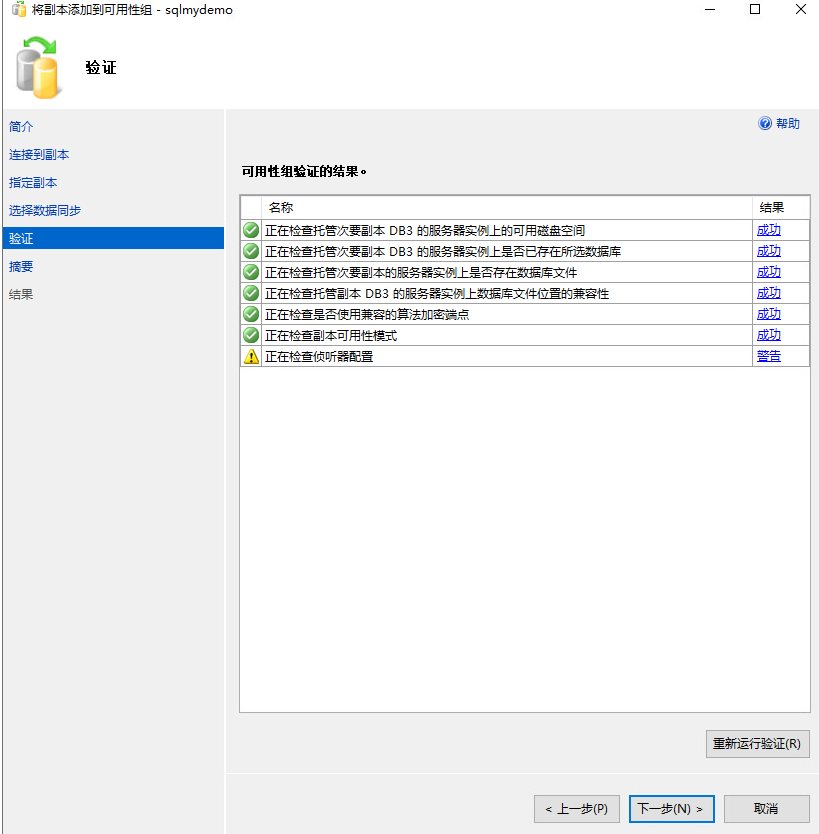 将副本添加到可用性组 - sqlmydemo
验证
简介
连接到副本
指定副本
选择数据同步
验证
摘要
结果
帮助
可用性组验证的结果。
名称 结果
正在检查托管次要副本 DB3 的服务器实例上的可用磁盘空间 成功
正在检查托管次要副本 DB3 的服务器实例上是否已存在所选数据库 成功
正在检查托管次要副本的服务器实例上是否存在数据库文件 成功
正在检查托管副本 DB3 的服务器实例上数据库文件位置的兼容性 成功
正在检查是否使用兼容的算法加密端点 成功
正在检查副本可用性模式 成功
正在检查侦听器配置 警告
重新运行验证(R)
< 上一步(P) 下一步(N) > 取消